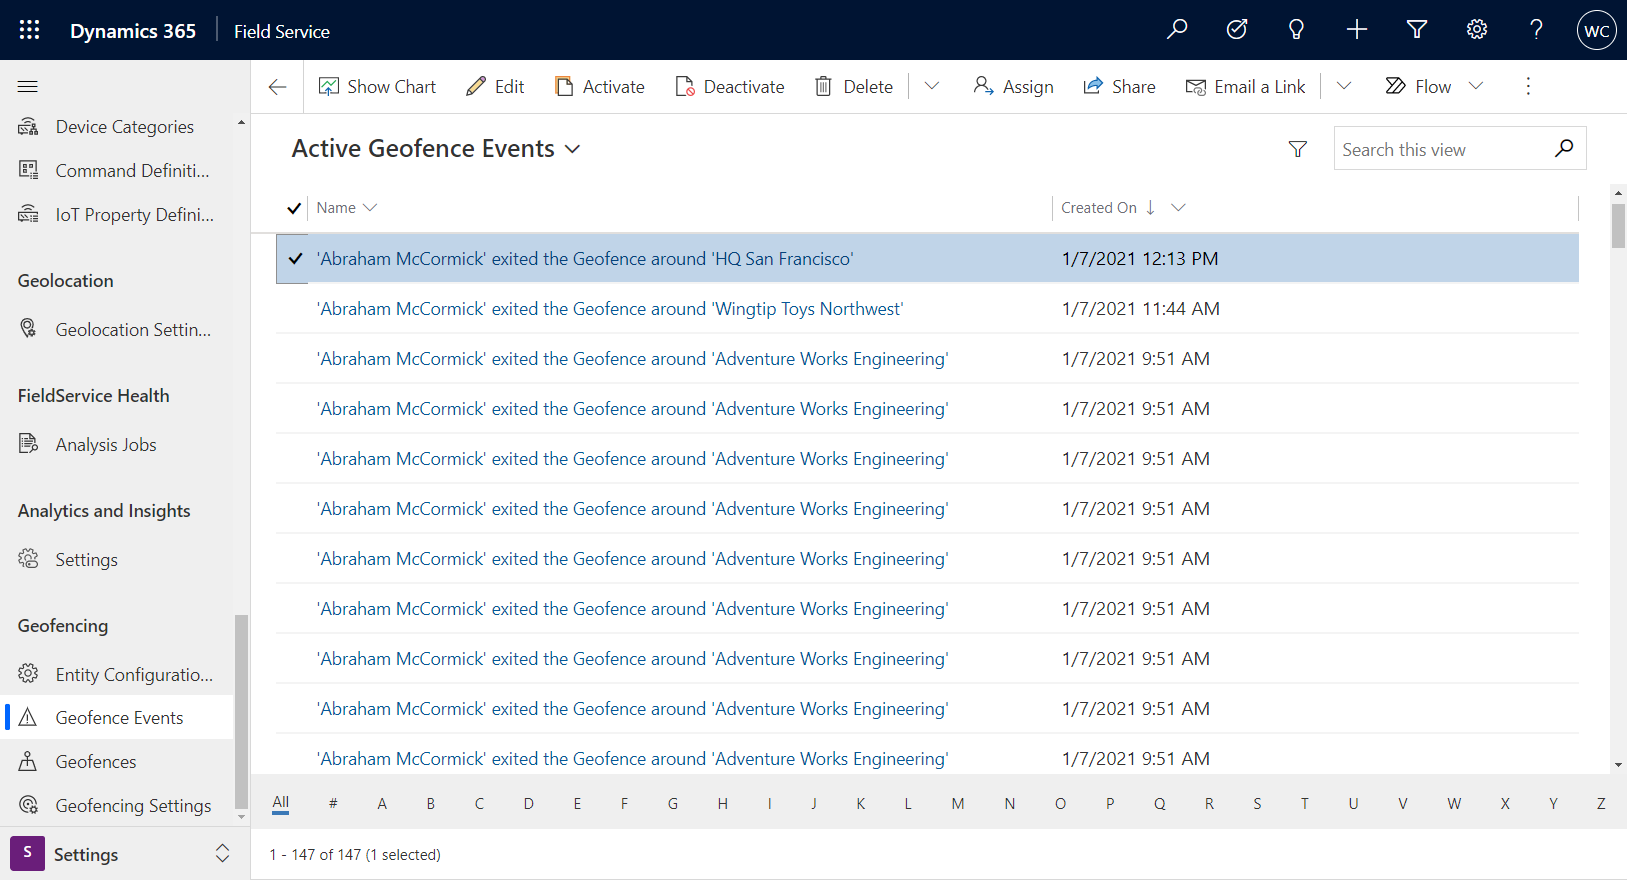 Dynamics 365 Field Service WC
Show Chart Edit Activate Deactivate Delete Assign Share Email a Link Flow
Device Categories
Command Definiti...
IoT Property Defini...
Geolocation
Geolocation Settin...
FieldService Health
Analysis Jobs
Analytics and Insights
Settings
Geofencing
Entity Configuratio...
Geofence Events
Geofences
Geofencing Settings
S Settings
Active Geofence Events Search this view
Name Created On
'Abraham McCormick' exited the Geofence around 'HQ San Francisco' 1/7/2021 12:13 PM
'Abraham McCormick' exited the Geofence around 'Wingtip Toys Northwest' 1/7/2021 11:44 AM
'Abraham McCormick' exited the Geofence around 'Adventure Works Engineering' 1/7/2021 9:51 AM
'Abraham McCormick' exited the Geofence around 'Adventure Works Engineering' 1/7/2021 9:51 AM
'Abraham McCormick' exited the Geofence around 'Adventure Works Engineering' 1/7/2021 9:51 AM
'Abraham McCormick' exited the Geofence around 'Adventure Works Engineering' 1/7/2021 9:51 AM
'Abraham McCormick' exited the Geofence around 'Adventure Works Engineering' 1/7/2021 9:51 AM
'Abraham McCormick' exited the Geofence around 'Adventure Works Engineering' 1/7/2021 9:51 AM
'Abraham McCormick' exited the Geofence around 'Adventure Works Engineering' 1/7/2021 9:51 AM
'Abraham McCormick' exited the Geofence around 'Adventure Works Engineering' 1/7/2021 9:51 AM
'Abraham McCormick' exited the Geofence around 'Adventure Works Engineering' 1/7/2021 9:51 AM
All # A B C D E F G H I J K L M N O P Q R S T U V W X Y Z
1 - 147 of 147 (1 selected)